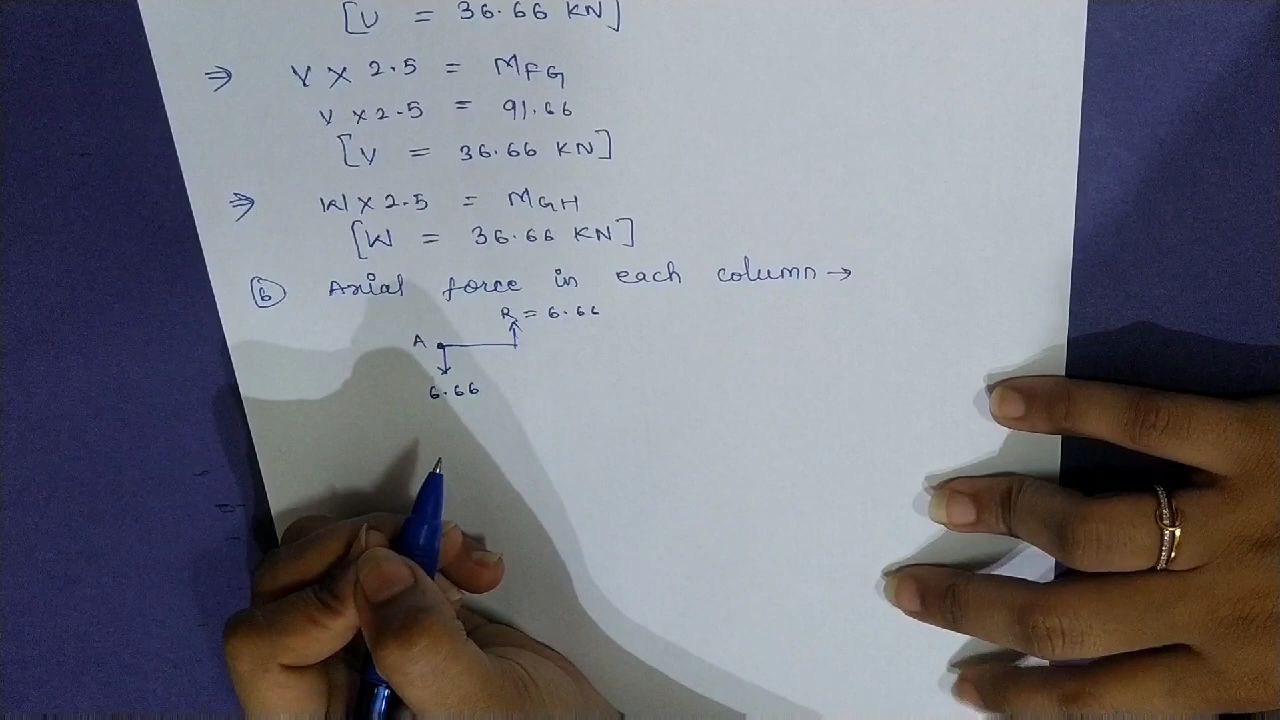 [U = 36.66 KN]
⇒ V × 2.5 = MFG
V × 2.5 = 91.66
[V = 36.66 KN]
⇒ W × 2.5 = MGH
[W = 36.66 KN]
(6) Axial force in each column →
R = 6.66
A
6.66